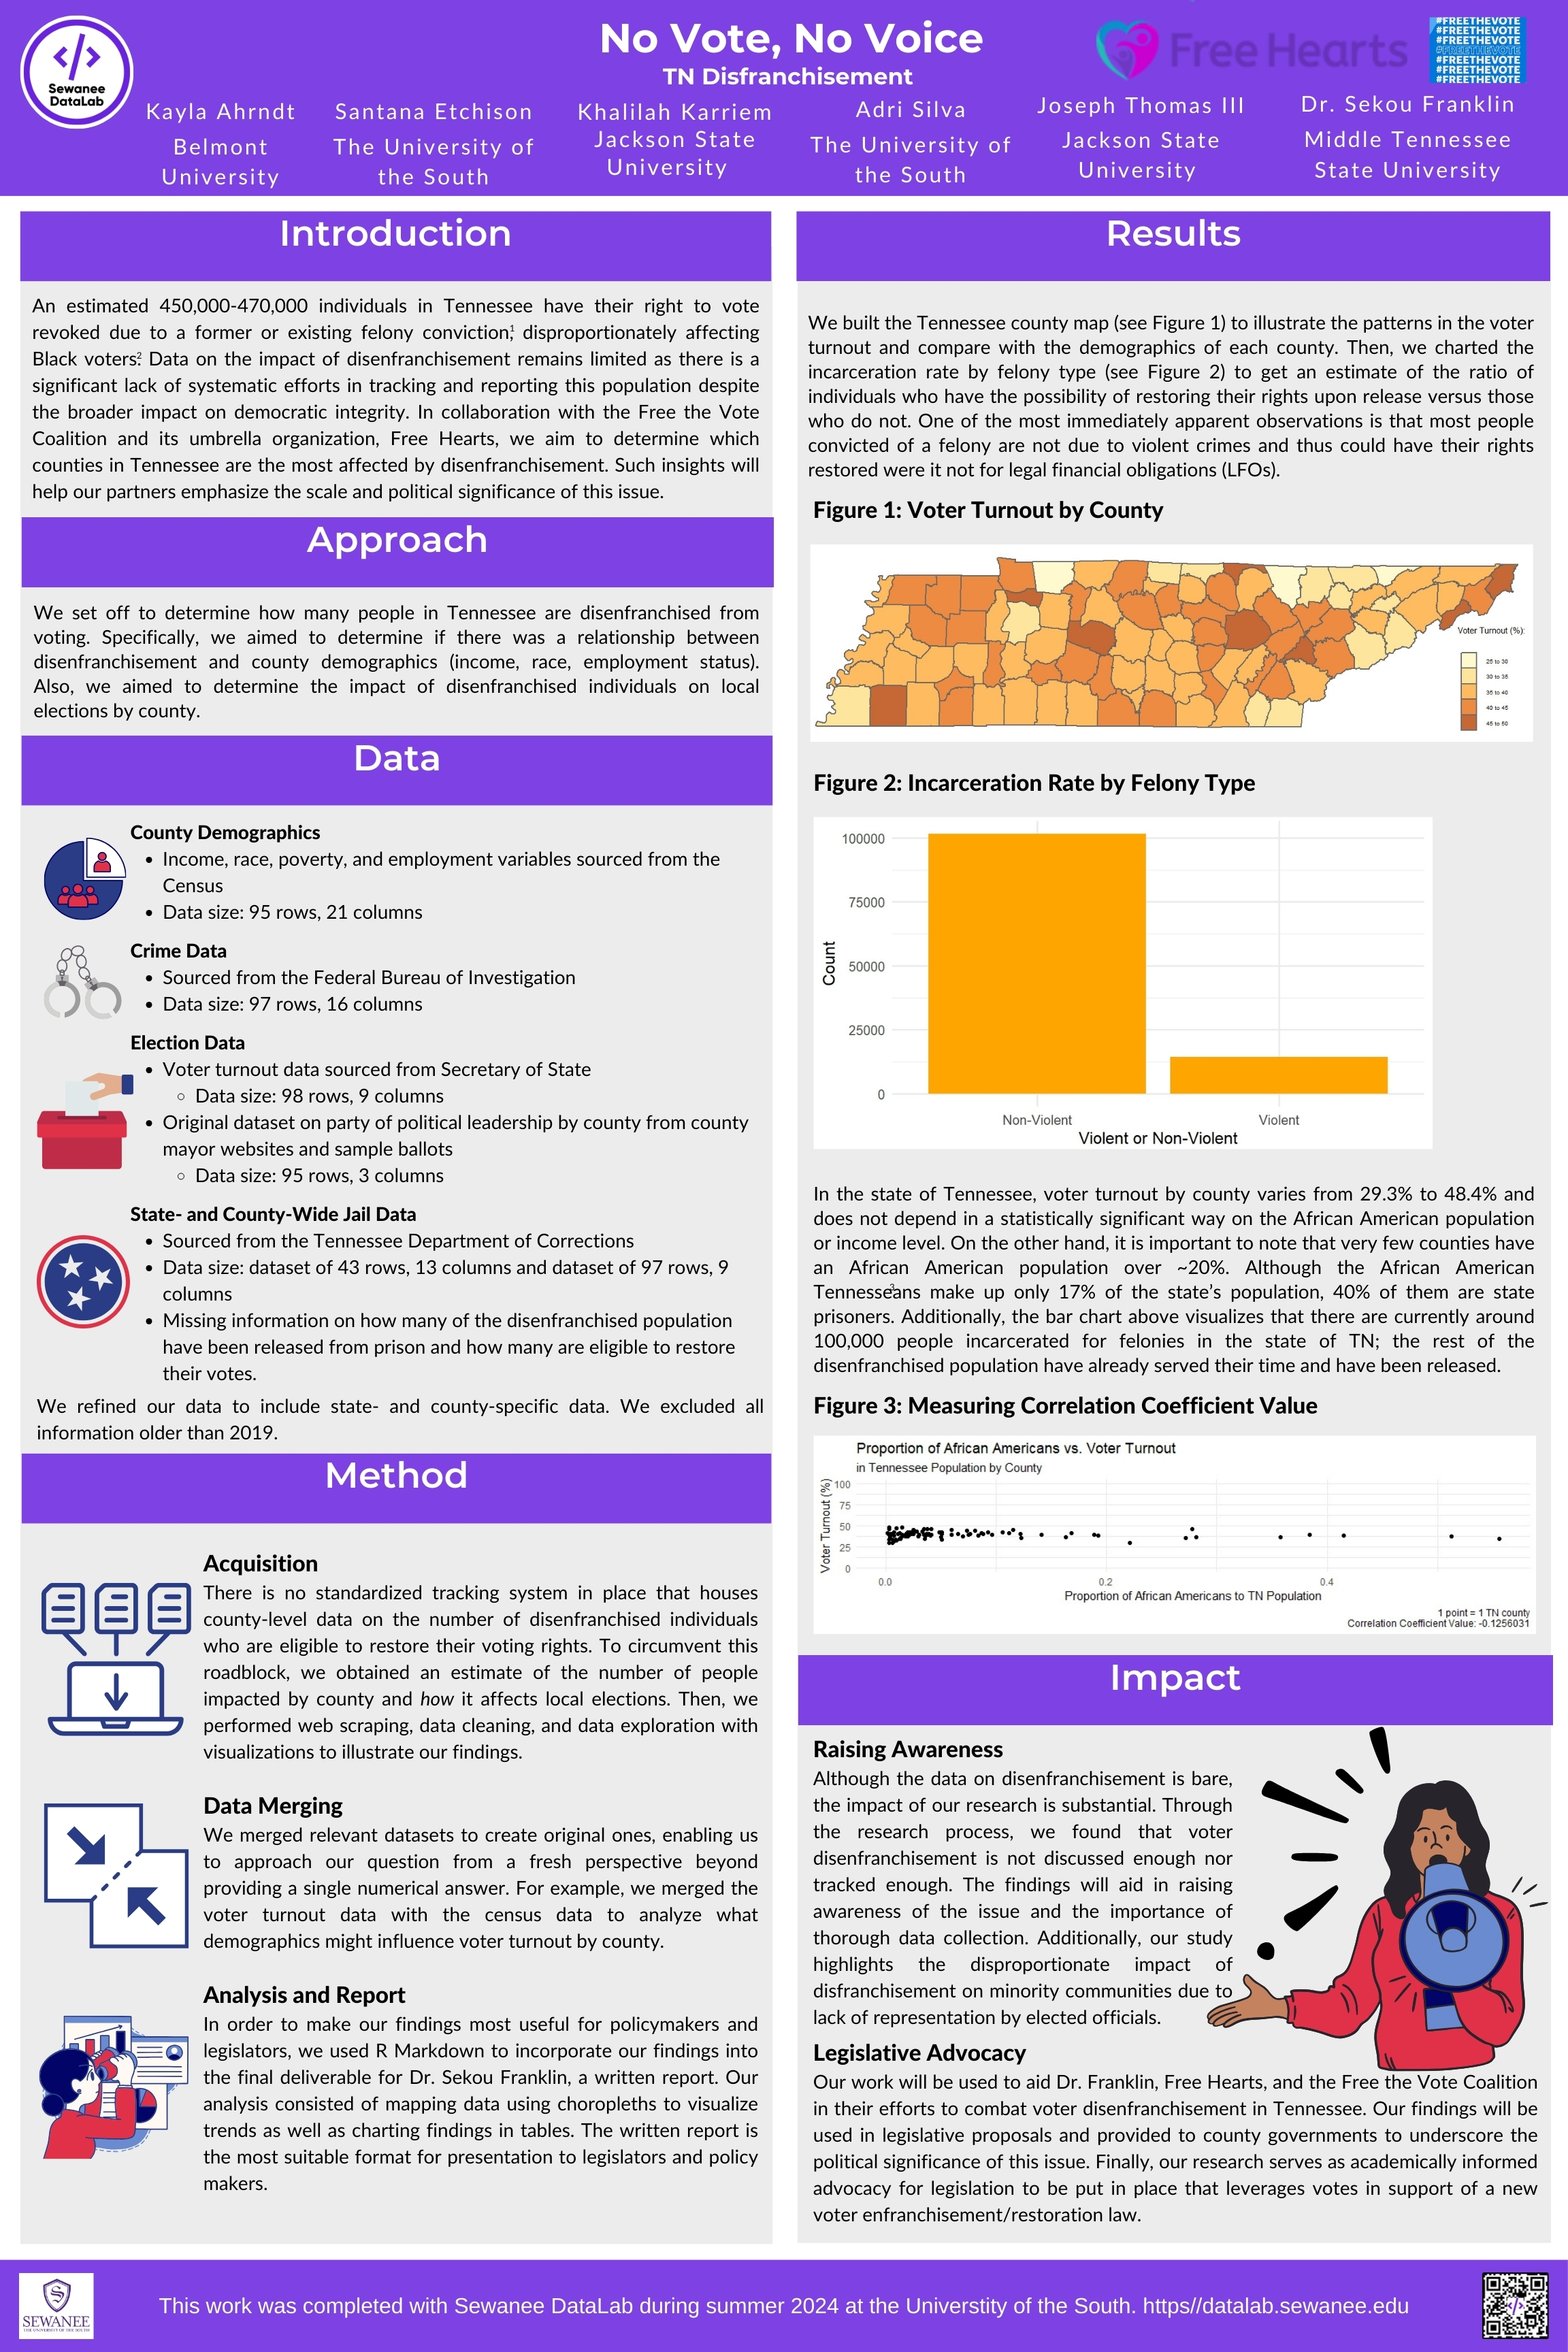 No Vote, No Voice
TN Disfranchisement
Sewanee
DataLab
Free Hearts
#FREETHEVOTE
#FREETHEVOTE
#FREETHEVOTE
#FREETHEVOTE
#FREETHEVOTE
#FREETHEVOTE
#FREETHEVOTE
Kayla Ahrndt
Belmont
University
Santana Etchison
The University of
the South
Khalilah Karriem
Jackson State
University
Adri Silva
The University of
the South
Joseph Thomas III
Jackson State
University
Dr. Sekou Franklin
Middle Tennessee
State University
Introduction
An estimated 450,000-470,000 individuals in Tennessee have their right to vote
revoked due to a former or existing felony conviction,¹ disproportionately affecting
Black voters.² Data on the impact of disenfranchisement remains limited as there is a
significant lack of systematic efforts in tracking and reporting this population despite
the broader impact on democratic integrity. In collaboration with the Free the Vote
Coalition and its umbrella organization, Free Hearts, we aim to determine which
counties in Tennessee are the most affected by disenfranchisement. Such insights will
help our partners emphasize the scale and political significance of this issue.
Approach
We set off to determine how many people in Tennessee are disenfranchised from
voting. Specifically, we aimed to determine if there was a relationship between
disenfranchisement and county demographics (income, race, employment status).
Also, we aimed to determine the impact of disenfranchised individuals on local
elections by county.
Data
County Demographics
• Income, race, poverty, and employment variables sourced from the
Census
• Data size: 95 rows, 21 columns
Crime Data
• Sourced from the Federal Bureau of Investigation
• Data size: 97 rows, 16 columns
Election Data
• Voter turnout data sourced from Secretary of State
◦ Data size: 98 rows, 9 columns
• Original dataset on party of political leadership by county from county
mayor websites and sample ballots
◦ Data size: 95 rows, 3 columns
State- and County-Wide Jail Data
• Sourced from the Tennessee Department of Corrections
• Data size: dataset of 43 rows, 13 columns and dataset of 97 rows, 9
columns
• Missing information on how many of the disenfranchised population
have been released from prison and how many are eligible to restore
their votes.
We refined our data to include state- and county-specific data. We excluded all
information older than 2019.
Method
Acquisition
There is no standardized tracking system in place that houses
county-level data on the number of disenfranchised individuals
who are eligible to restore their voting rights. To circumvent this
roadblock, we obtained an estimate of the number of people
impacted by county and how it affects local elections. Then, we
performed web scraping, data cleaning, and data exploration with
visualizations to illustrate our findings.
Data Merging
We merged relevant datasets to create original ones, enabling us
to approach our question from a fresh perspective beyond
providing a single numerical answer. For example, we merged the
voter turnout data with the census data to analyze what
demographics might influence voter turnout by county.
Analysis and Report
In order to make our findings most useful for policymakers and
legislators, we used R Markdown to incorporate our findings into
the final deliverable for Dr. Sekou Franklin, a written report. Our
analysis consisted of mapping data using choropleths to visualize
trends as well as charting findings in tables. The written report is
the most suitable format for presentation to legislators and policy
makers.
Results
We built the Tennessee county map (see Figure 1) to illustrate the patterns in the voter
turnout and compare with the demographics of each county. Then, we charted the
incarceration rate by felony type (see Figure 2) to get an estimate of the ratio of
individuals who have the possibility of restoring their rights upon release versus those
who do not. One of the most immediately apparent observations is that most people
convicted of a felony are not due to violent crimes and thus could have their rights
restored were it not for legal financial obligations (LFOs).
Figure 1: Voter Turnout by County
Voter Turnout (%):
25 to 30
30 to 35
35 to 40
40 to 45
45 to 50
Figure 2: Incarceration Rate by Felony Type
100000
75000
50000
25000
0
Count
Non-Violent
Violent
Violent or Non-Violent
In the state of Tennessee, voter turnout by county varies from 29.3% to 48.4% and
does not depend in a statistically significant way on the African American population
or income level. On the other hand, it is important to note that very few counties have
an African American population over ~20%. Although the African American
Tennesseans make up only 17% of the state's population, 40% of them are state
prisoners.³ Additionally, the bar chart above visualizes that there are currently around
100,000 people incarcerated for felonies in the state of TN; the rest of the
disenfranchised population have already served their time and have been released.
Figure 3: Measuring Correlation Coefficient Value
Proportion of African Americans vs. Voter Turnout
in Tennessee Population by County
Voter Turnout (%)
100
75
50
25
0
0.0
0.2
0.4
Proportion of African Americans to TN Population
1 point = 1 TN county
Correlation Coefficient Value: -0.1256031
Impact
Raising Awareness
Although the data on disenfranchisement is bare,
the impact of our research is substantial. Through
the research process, we found that voter
disenfranchisement is not discussed enough nor
tracked enough. The findings will aid in raising
awareness of the issue and the importance of
thorough data collection. Additionally, our study
highlights the disproportionate impact of
disfranchisement on minority communities due to
lack of representation by elected officials.
Legislative Advocacy
Our work will be used to aid Dr. Franklin, Free Hearts, and the Free the Vote Coalition
in their efforts to combat voter disenfranchisement in Tennessee. Our findings will be
used in legislative proposals and provided to county governments to underscore the
political significance of this issue. Finally, our research serves as academically informed
advocacy for legislation to be put in place that leverages votes in support of a new
voter enfranchisement/restoration law.
SEWANEE
THE UNIVERSITY OF THE SOUTH
This work was completed with Sewanee DataLab during summer 2024 at the Universtity of the South. https//datalab.sewanee.edu